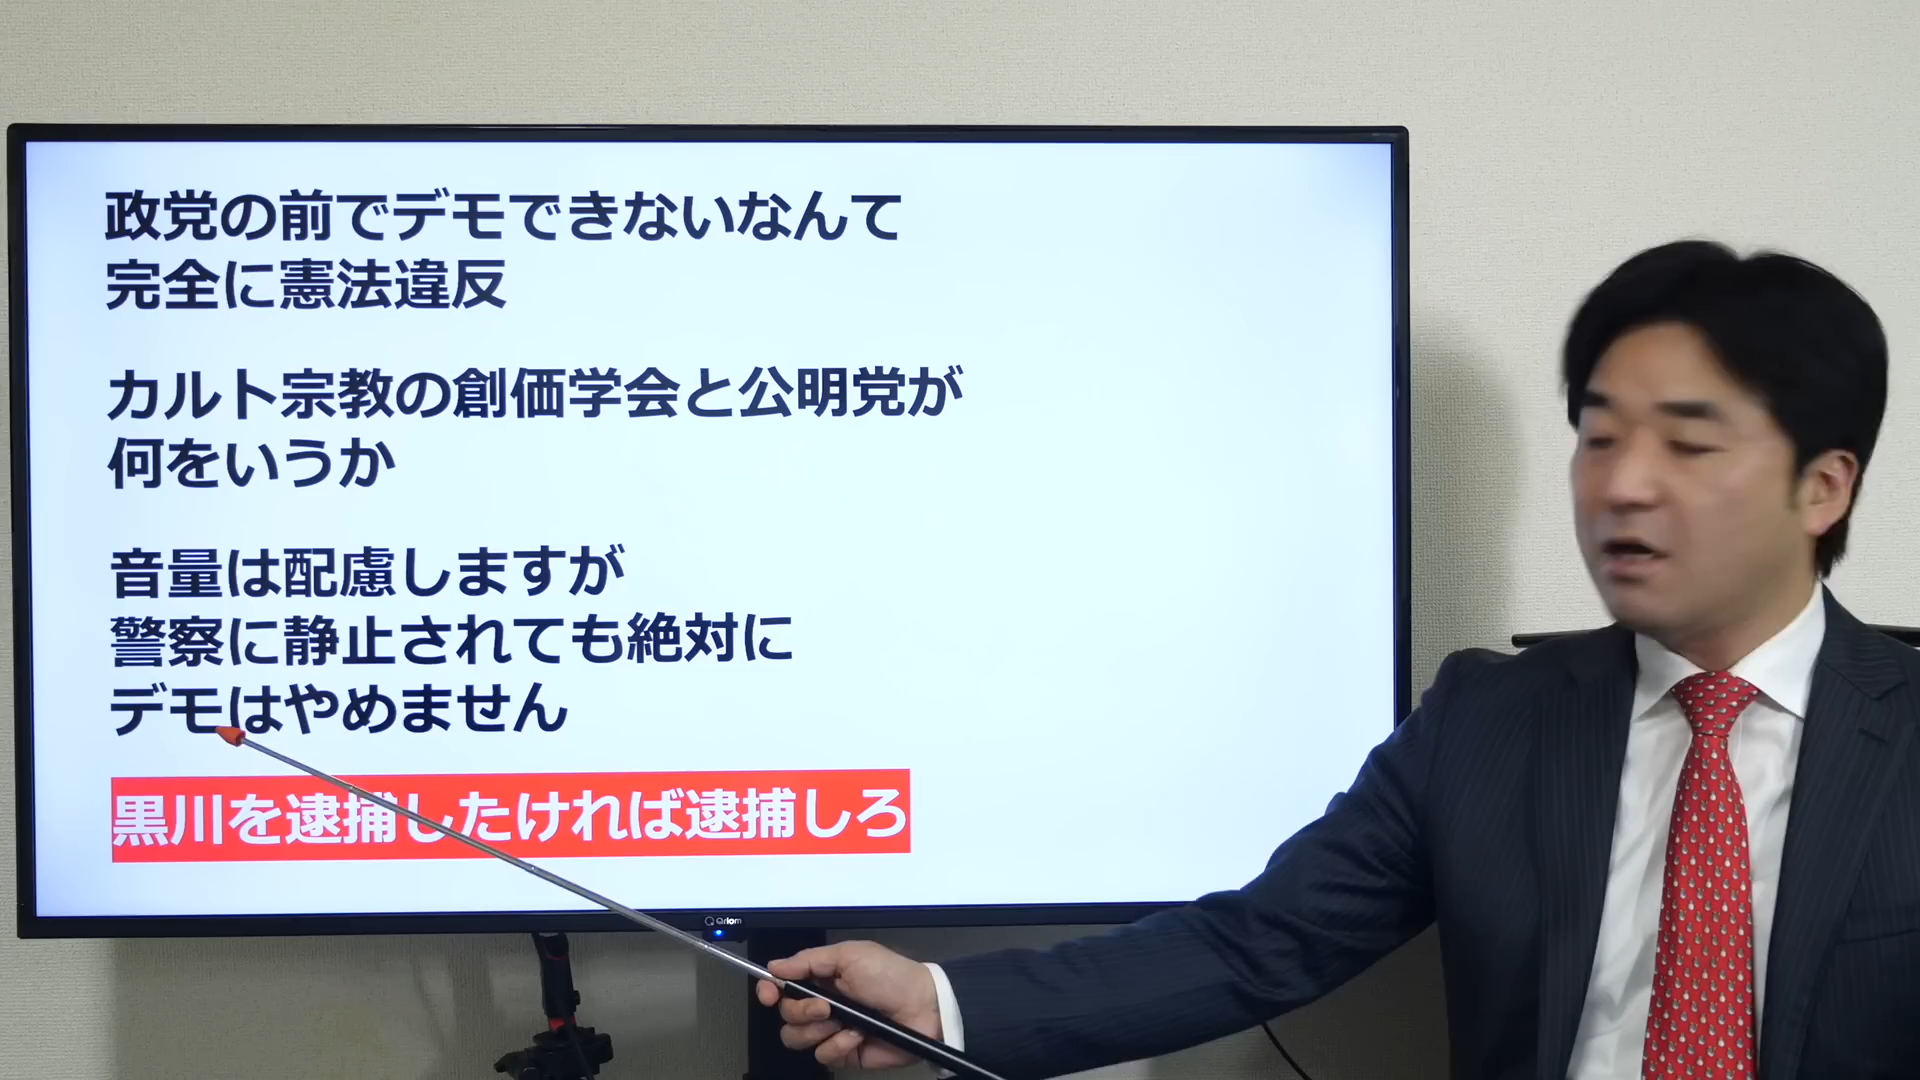 政党の前でデモできないなんて
完全に憲法違反
カルト宗教の創価学会と公明党が
何をいうか
音量は配慮しますが
警察に静止されても絶対に
デモはやめません
黒川を逮捕したければ逮捕しろ
Qriom